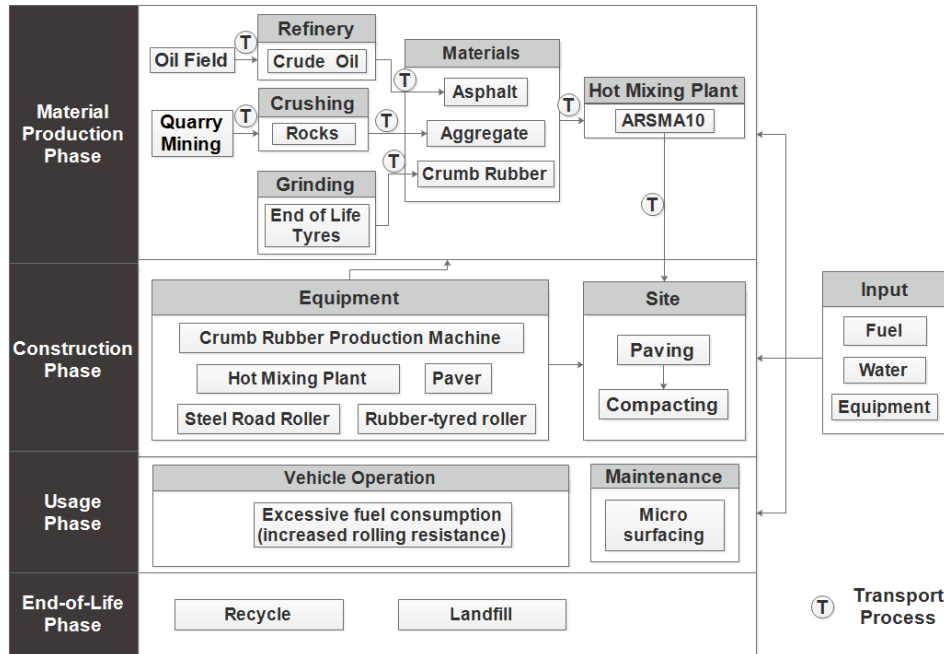 Material
Production
Phase
Oil Field
T
Refinery
Crude Oil
Quarry
Mining
T
Crushing
Rocks
Grinding
End of Life
Tyres
T
T
T
Materials
Asphalt
Aggregate
Crumb Rubber
T
Hot Mixing Plant
ARSMA10
T
Construction
Phase
Equipment
Crumb Rubber Production Machine
Hot Mixing Plant
Paver
Steel Road Roller
Rubber-tyred roller
Site
Paving
Compacting
Input
Fuel
Water
Equipment
Usage
Phase
Vehicle Operation
Excessive fuel consumption
(increased rolling resistance)
Maintenance
Micro
surfacing
End-of-Life
Phase
Recycle
Landfill
T
Transport
Process